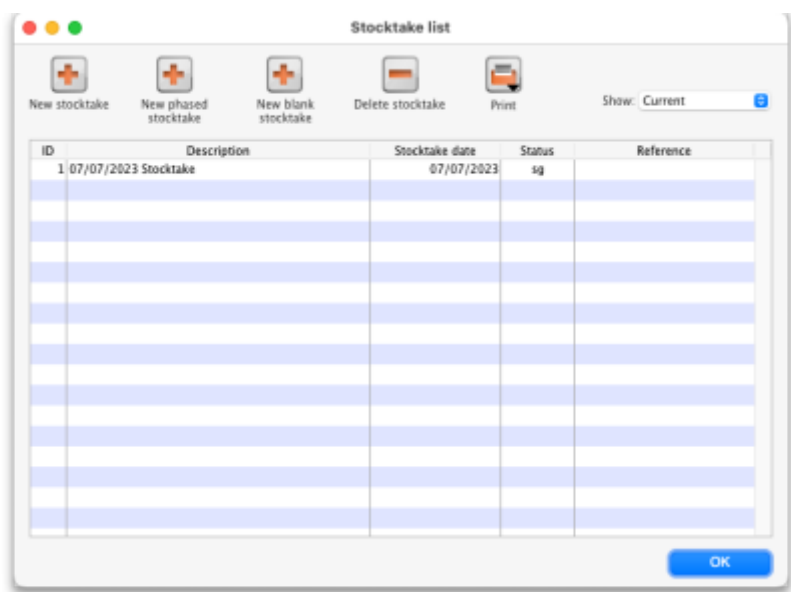 Stocktake list
New stocktake
New phased
stocktake
New blank
stocktake
Delete stocktake
Print
Show: Current
ID Description Stocktake date Status Reference
1 07/07/2023 Stocktake 07/07/2023 sg
OK